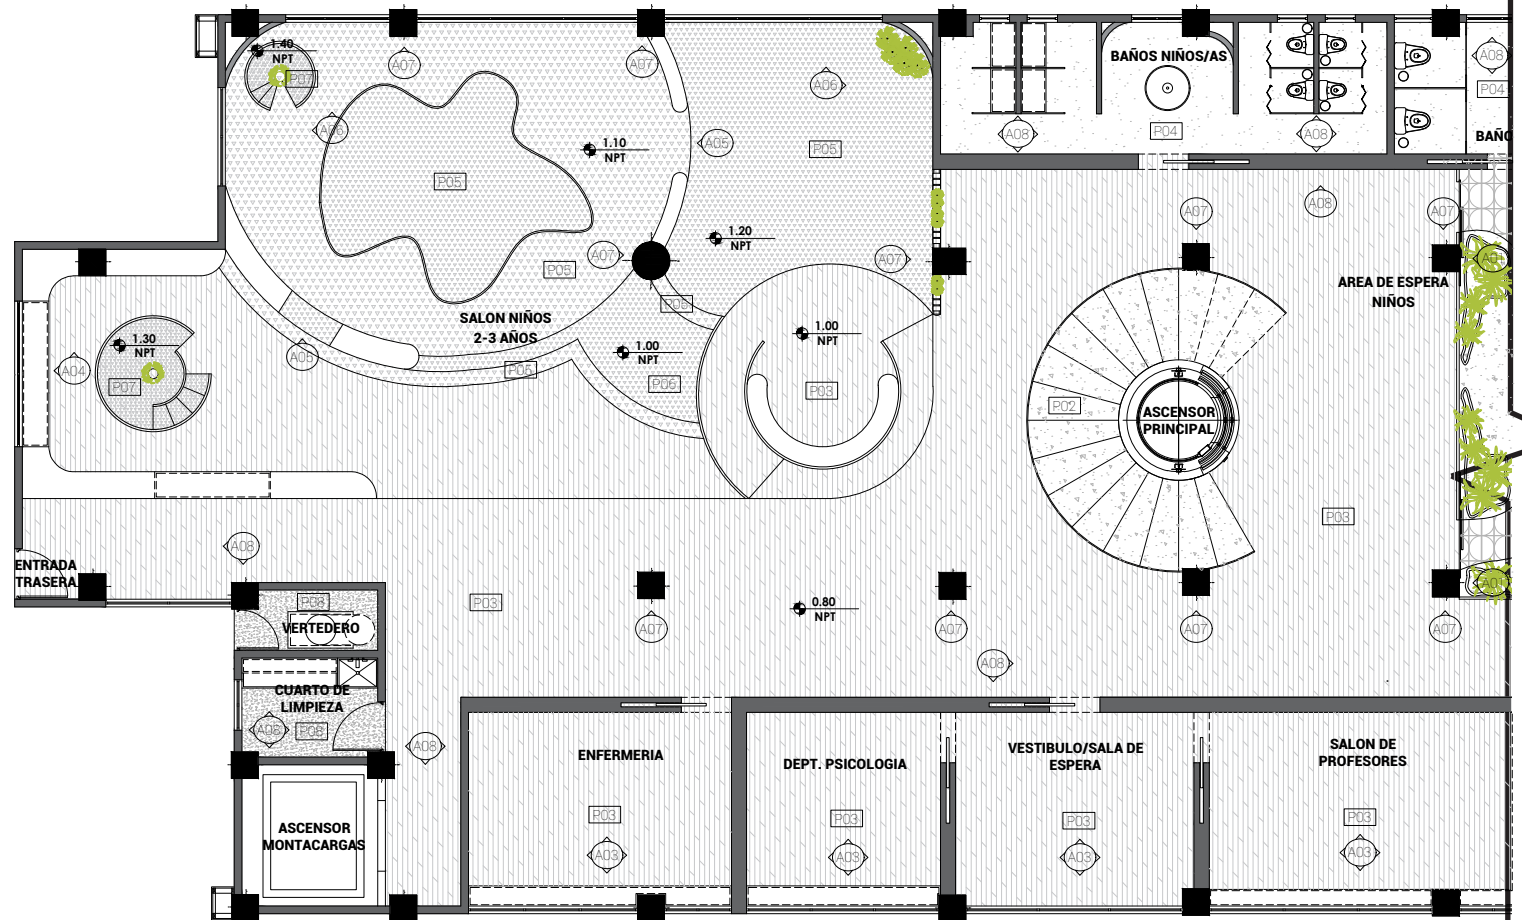 1.40
NPT
P07
A07
A07
A06
A06
A05
1.10
NPT
P05
P05
BAÑOS NIÑOS/AS
A08
P04
A08
A08
P04
BAÑO
A07
A08
A07
1.20
NPT
A07
A07
P05
P05
SALON NIÑOS
2-3 AÑOS
1.00
NPT
1.00
NPT
AREA DE ESPERA
NIÑOS
1.30
NPT
A04
P07
A05
P05
P06
P03
P02
ASCENSOR
PRINCIPAL
P03
A08
ENTRADA
TRASERA
P08
VERTEDERO
P03
0.80
NPT
A07
A07
A07
A07
A08
CUARTO DE
LIMPIEZA
P08
A08
ENFERMERIA
DEPT. PSICOLOGIA
VESTIBULO/SALA DE
ESPERA
SALON DE
PROFESORES
ASCENSOR
MONTACARGAS
P03
P03
P03
P03
A03
A03
A03
A03